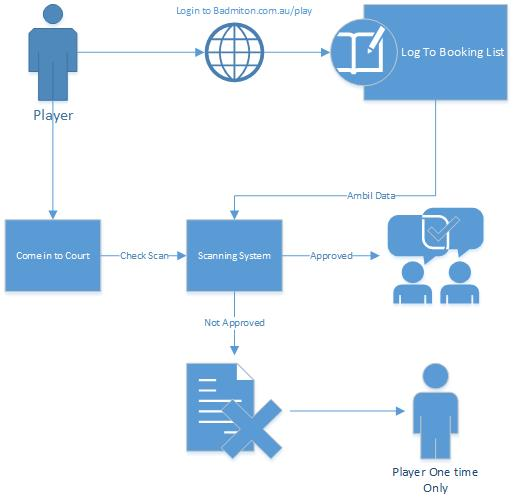 Login to Badmiton.com.au/play
Log To Booking List
Player
Ambil Data
Come in to Court
Check Scan
Scanning System
Approved
Not Approved
Player One time
Only